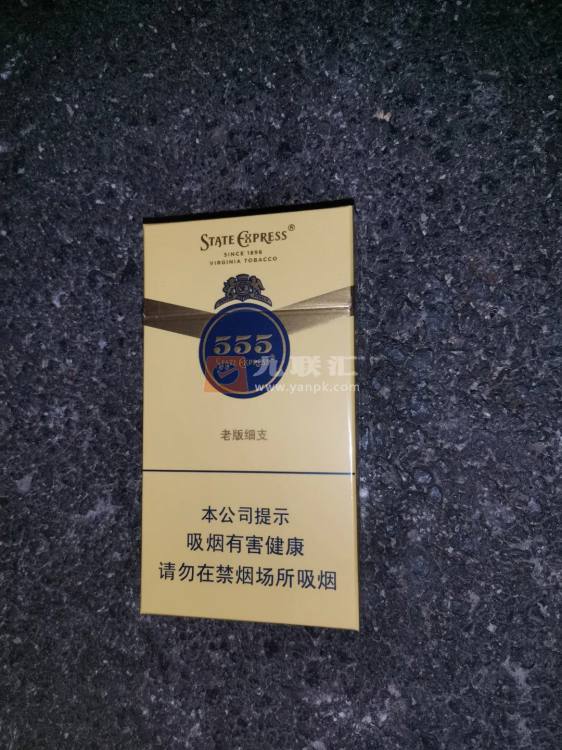 STATE EXPRESS®
SINCE 1896
VIRGINIA TOBACCO
555
STATE EXPRESS
九联汇
www.yanpk.com
老版细支
本公司提示
吸烟有害健康
请勿在禁烟场所吸烟